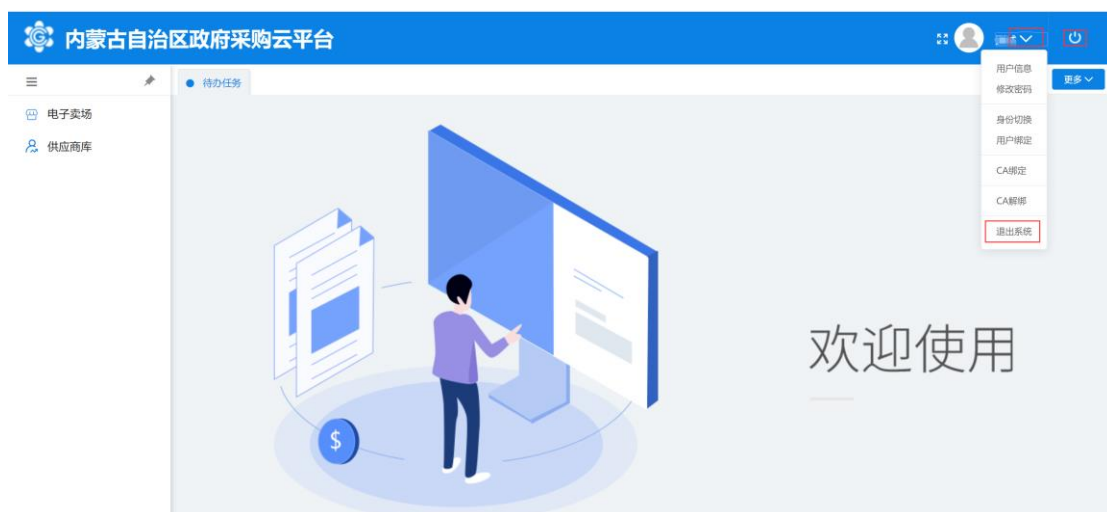 内蒙古自治区政府采购云平台
待办任务
更多
电子卖场
供应商库
用户信息
修改密码
身份切换
用户绑定
CA绑定
CA解绑
退出系统
欢迎使用
$